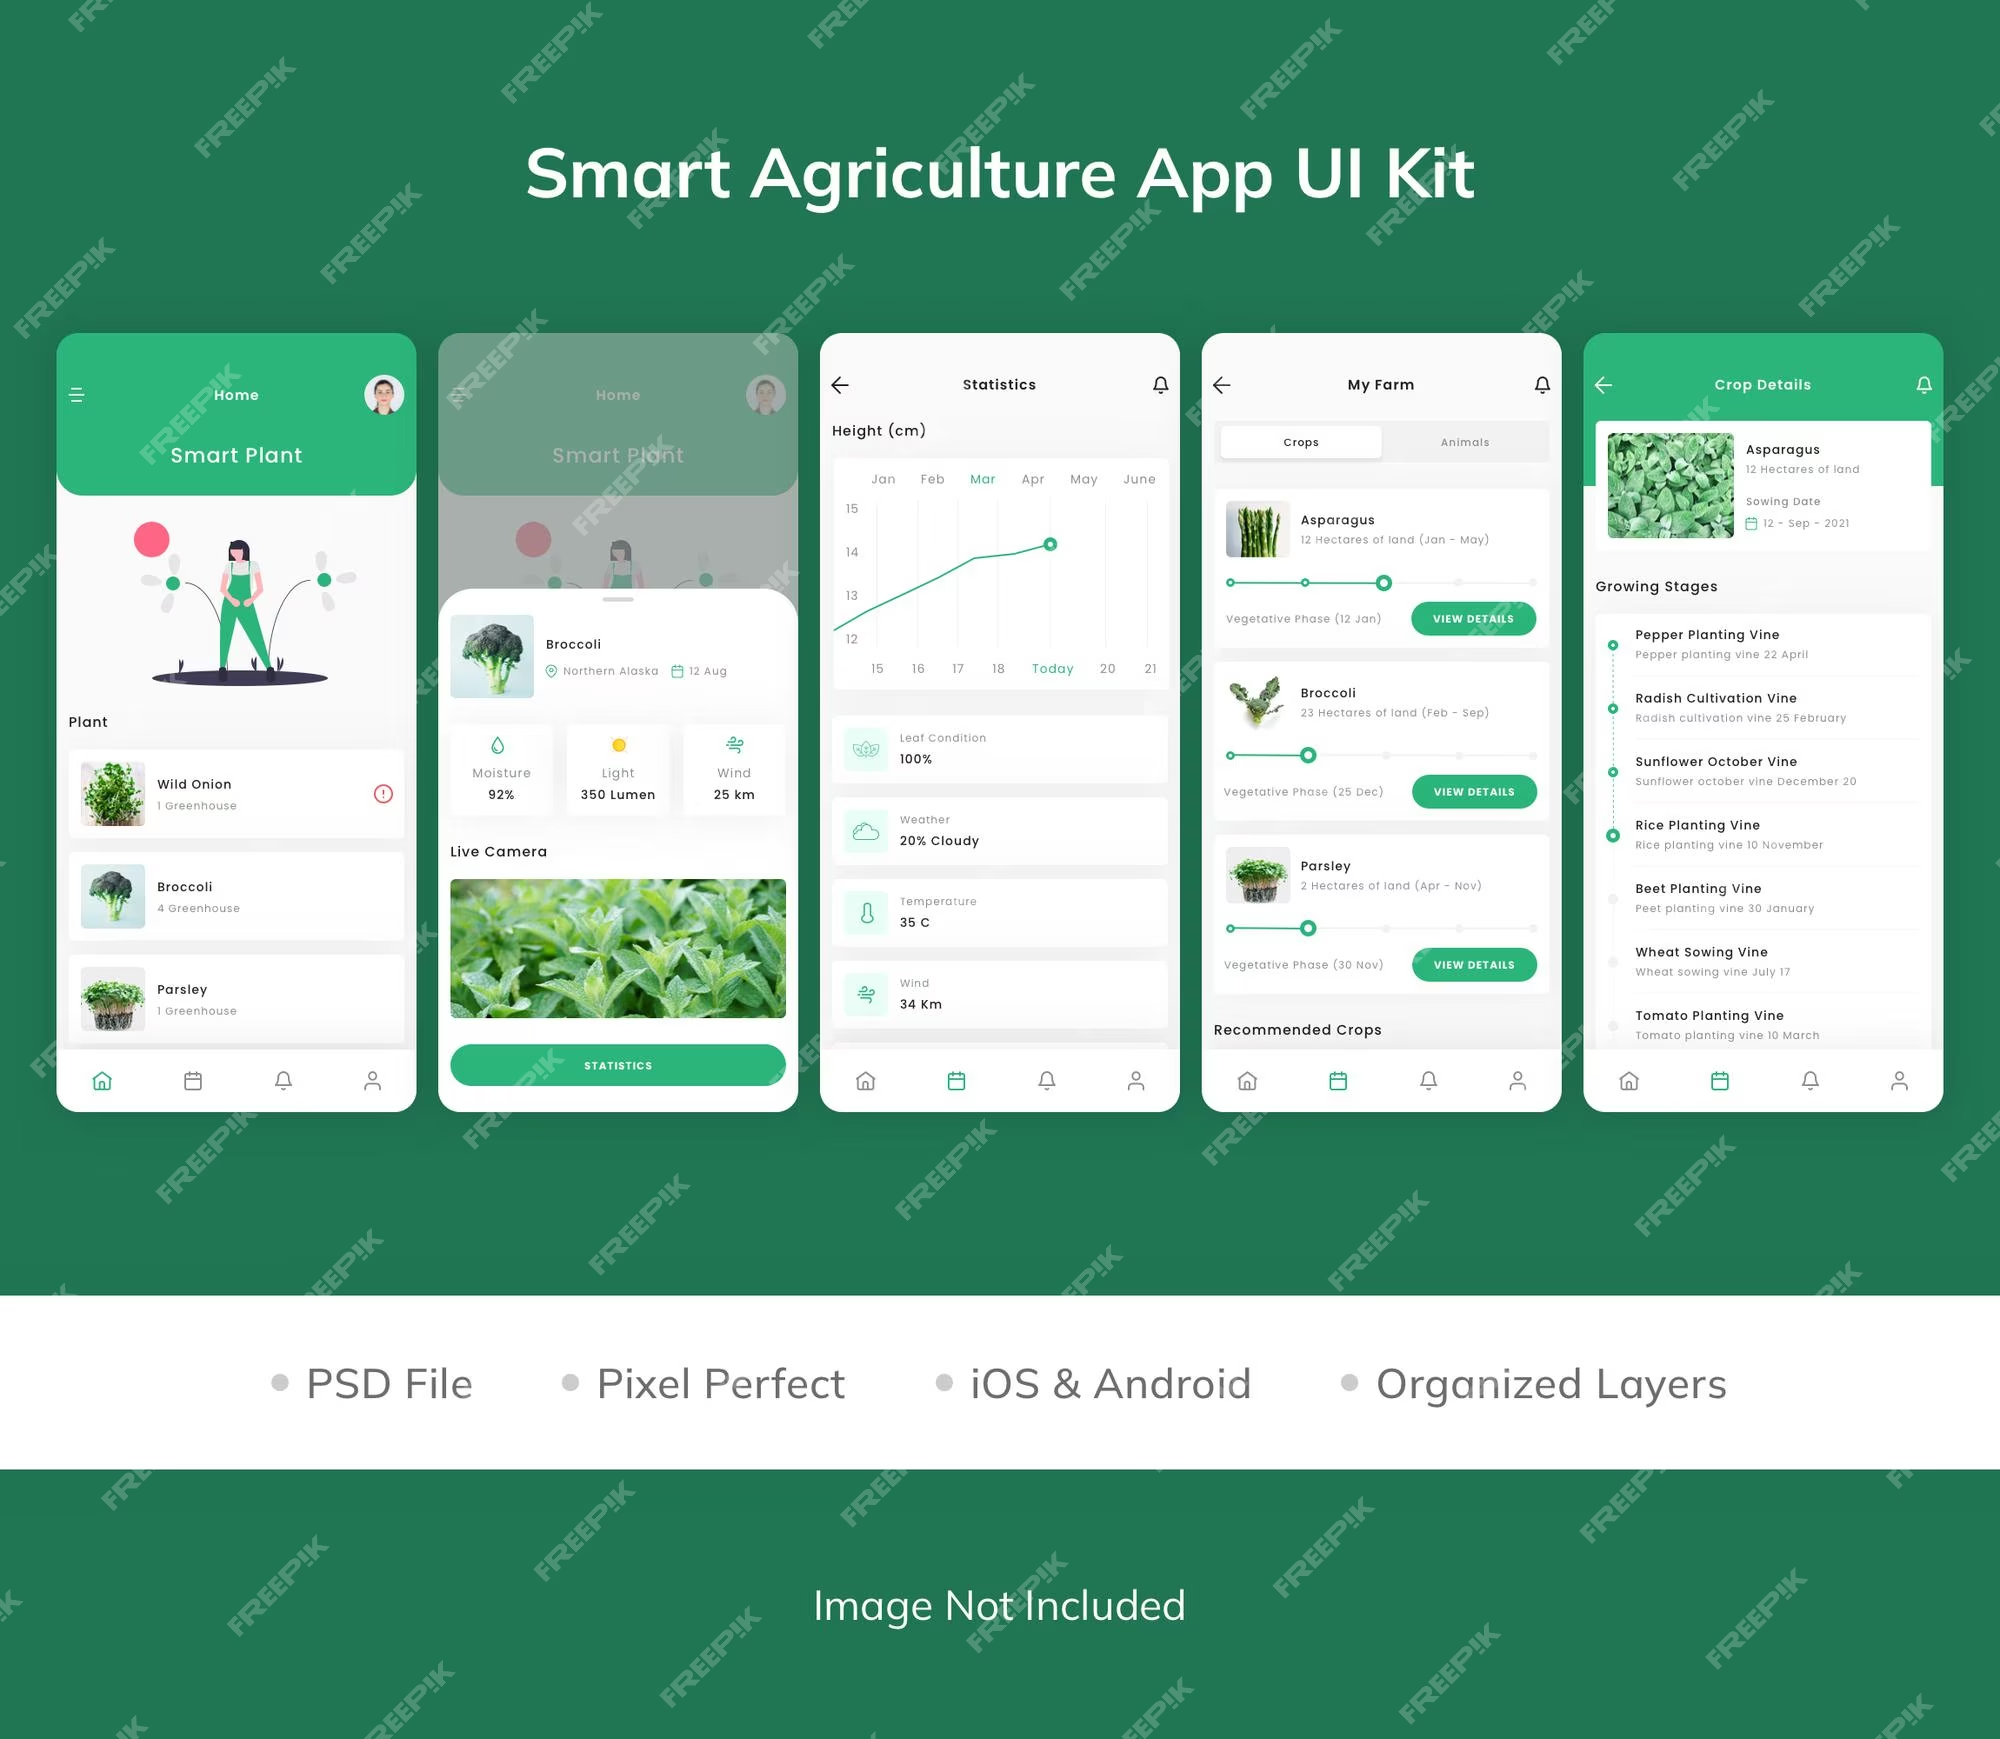 Smart Agriculture App UI Kit
Home
Smart Plant
Plant
Wild Onion
1 Greenhouse
Broccoli
4 Greenhouse
Parsley
1 Greenhouse
Home
Smart Plant
Broccoli
Northern Alaska 12 Aug
Moisture Light Wind
92% 350 Lumen 25 km
Live Camera
STATISTICS
Statistics
Height (cm)
Jan Feb Mar Apr May June
15
14
13
12
15 16 17 18 Today 20 21
Leaf Condition
100%
Weather
20% Cloudy
Temperature
35 C
Wind
34 Km
My Farm
Crops Animals
Asparagus
12 Hectares of land (Jan - May)
Vegetative Phase (12 Jan) VIEW DETAILS
Broccoli
23 Hectares of land (Feb - Sep)
Vegetative Phase (25 Dec) VIEW DETAILS
Parsley
2 Hectares of land (Apr - Nov)
Vegetative Phase (30 Nov) VIEW DETAILS
Recommended Crops
Crop Details
Asparagus
12 Hectares of land
Sowing Date
12 - Sep - 2021
Growing Stages
Pepper Planting Vine
Pepper planting vine 22 April
Radish Cultivation Vine
Radish cultivation vine 25 February
Sunflower October Vine
Sunflower october vine December 20
Rice Planting Vine
Rice planting vine 10 November
Beet Planting Vine
Peet planting vine 30 January
Wheat Sowing Vine
Wheat sowing vine July 17
Tomato Planting Vine
Tomato planting vine 10 March
PSD File Pixel Perfect iOS & Android Organized Layers
Image Not Included
FREEPIK